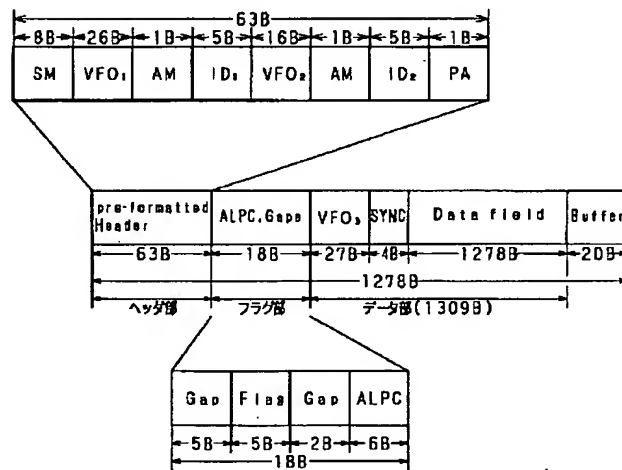 63B
8B 26B 1B 5B 16B 1B 5B 1B
SM VFO₁ AM ID₁ VFO₂ AM ID₂ PA
pre-formatted Header ALPC.Gaps VFO₃ SYNC Data field Buffer
63B 18B 27B 4B 1278B 20B
1278B
ヘッダ部 フラグ部 データ部(1309B)
Gap Flag Gap ALPC
5B 5B 2B 6B
18B